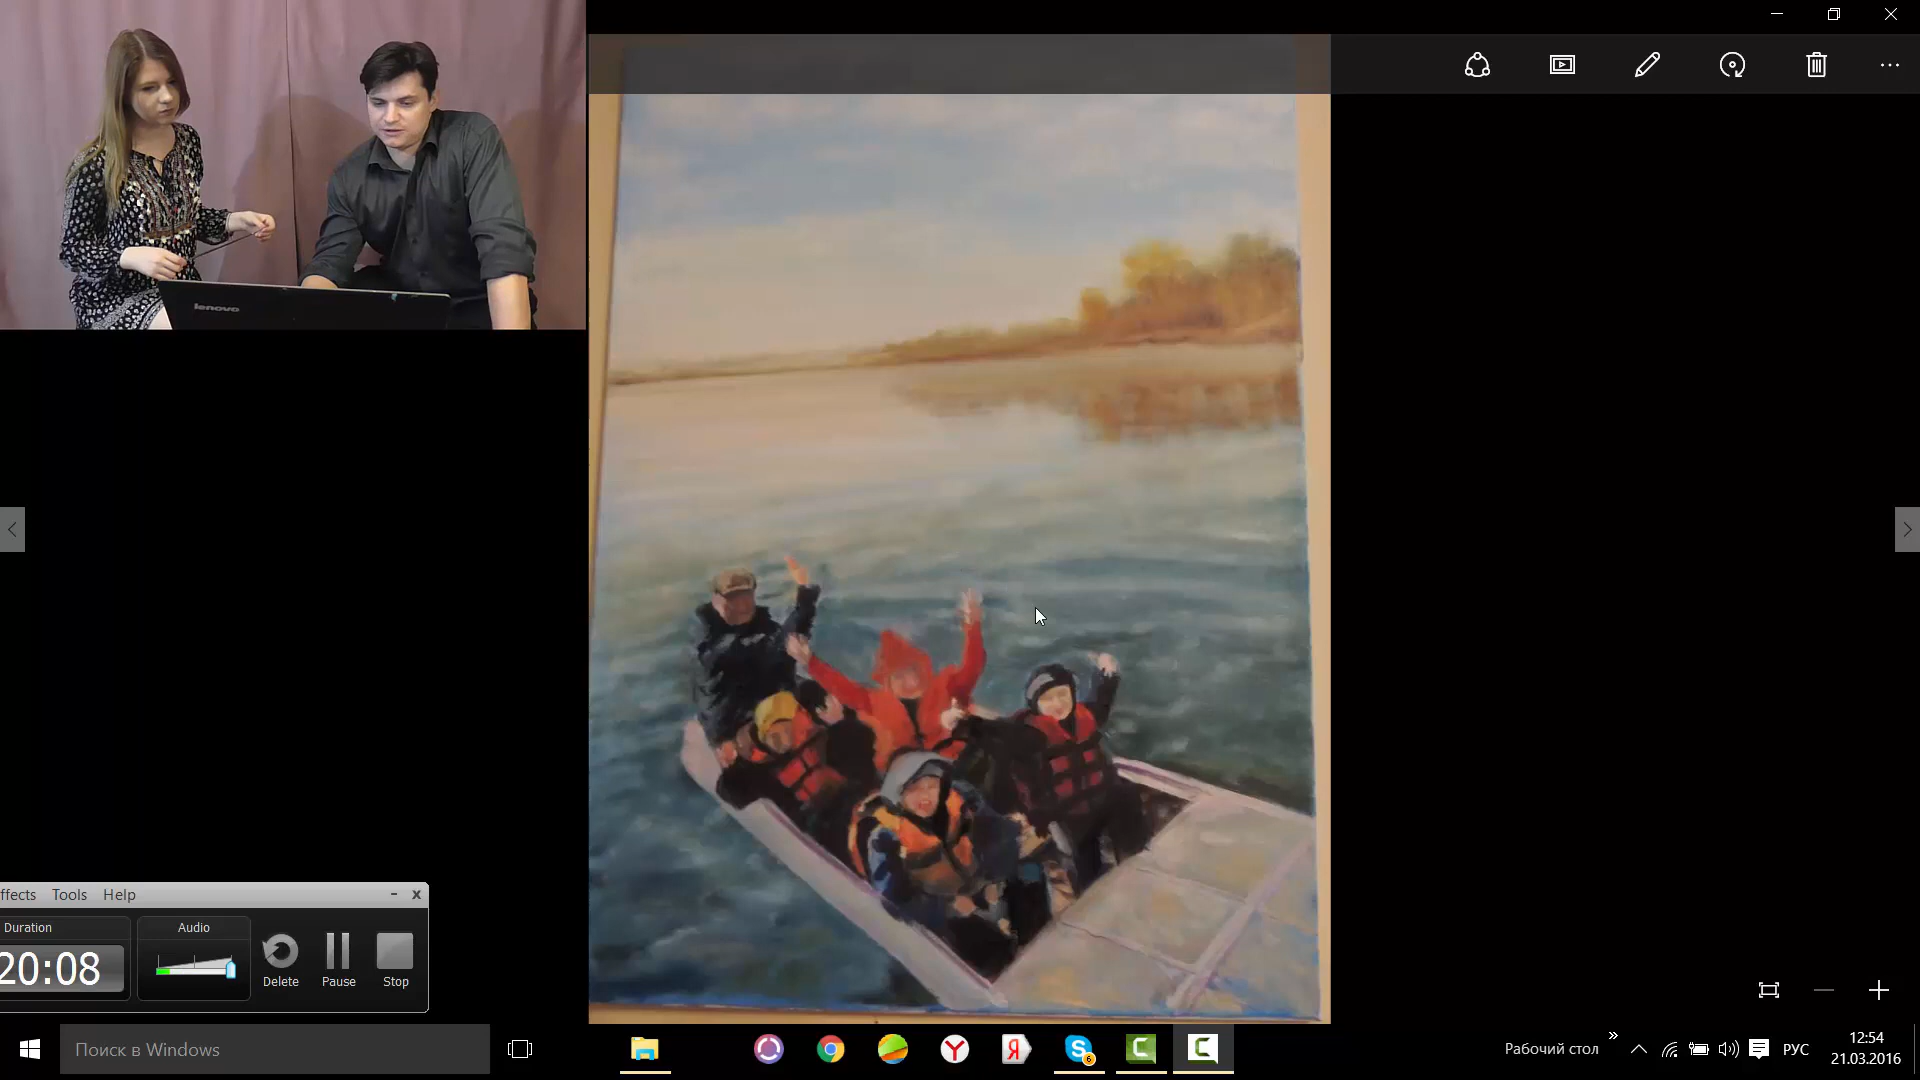 lenovo
ffects Tools Help
Duration
Audio
20:08
Delete
Pause
Stop
Поиск в Windows
Рабочий стол
РУС
12:54
21.03.2016
6